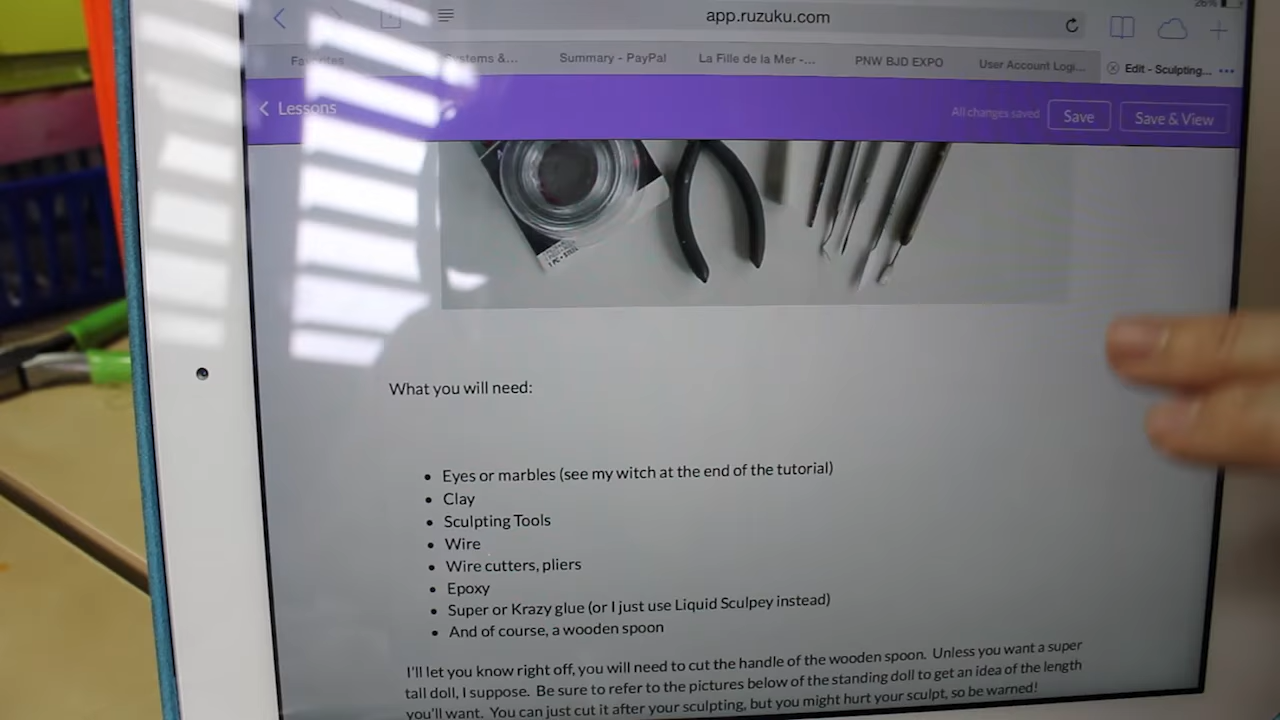 26%
app.ruzuku.com
Favorites
ystems &...
Summary - PayPal
La Fille de la Mer -...
PNW BJD EXPO
User Account Logi...
Edit - Sculpting...
Lessons
All changes saved
Save
Save & View
1 PC • STEEL
What you will need:
• Eyes or marbles (see my witch at the end of the tutorial)
• Clay
• Sculpting Tools
• Wire
• Wire cutters, pliers
• Epoxy
• Super or Krazy glue (or I just use Liquid Sculpey instead)
• And of course, a wooden spoon
I'll let you know right off, you will need to cut the handle of the wooden spoon. Unless you want a super
tall doll, I suppose. Be sure to refer to the pictures below of the standing doll to get an idea of the length
you'll want. You can just cut it after your sculpting, but you might hurt your sculpt, so be warned!